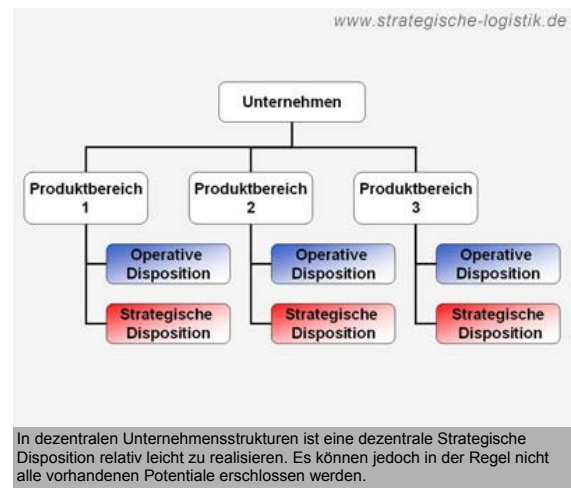 www.strategische-logistik.de
Unternehmen
Produktbereich
1
Produktbereich
2
Produktbereich
3
Operative
Disposition
Operative
Disposition
Operative
Disposition
Strategische
Disposition
Strategische
Disposition
Strategische
Disposition
In dezentralen Unternehmensstrukturen ist eine dezentrale Strategische
Disposition relativ leicht zu realisieren. Es können jedoch in der Regel nicht
alle vorhandenen Potentiale erschlossen werden.